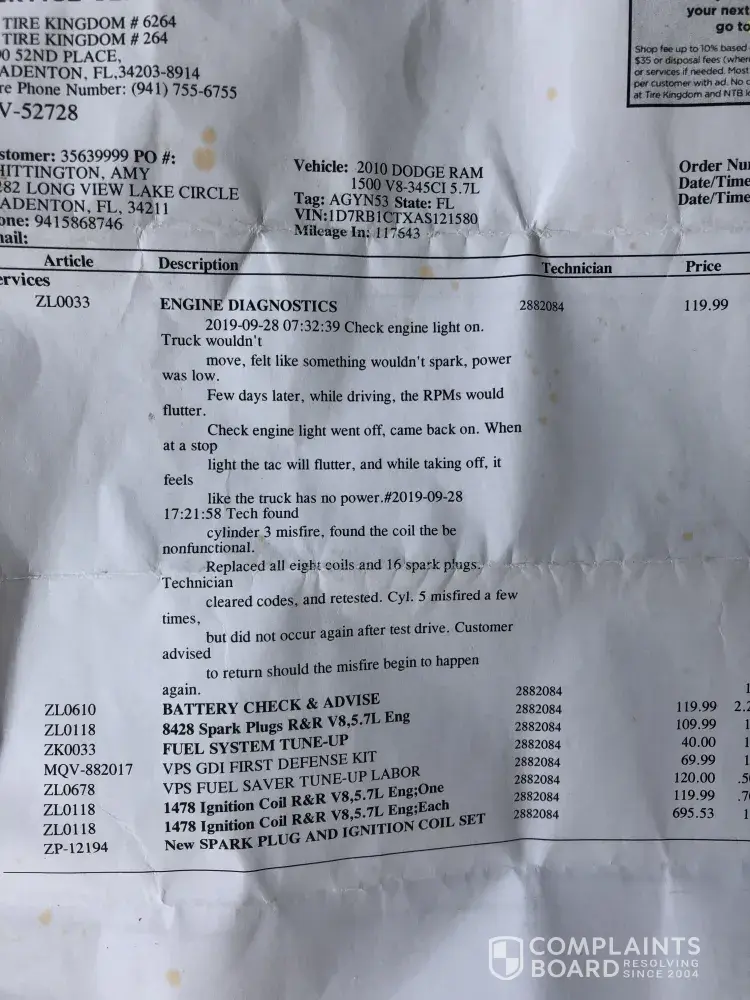 TIRE KINGDOM # 6264
TIRE KINGDOM # 264
0 52ND PLACE,
ADENTON, FL,34203-8914
re Phone Number: (941) 755-6755
V-52728
your next
go to
Shop fee up to 10% based
$35 or disposal fees (wher
or services if needed. Most
per customer with ad. No c
at Tire Kingdom and NTB l
stomer: 35639999 PO #:
HITTINGTON, AMY
282 LONG VIEW LAKE CIRCLE
ADENTON, FL, 34211
one: 9415868746
nail:
Vehicle: 2010 DODGE RAM
1500 V8-345CI 5.7L
Tag: AGYN53 State: FL
VIN:1D7RB1CTXAS121580
Mileage In: 117643
Order Nu
Date/Time
Date/Time
Article Description Technician Price
ervices
ZL0033 ENGINE DIAGNOSTICS 2882084 119.99
2019-09-28 07:32:39 Check engine light on.
Truck wouldn't
move, felt like something wouldn't spark, power
was low.
Few days later, while driving, the RPMs would
flutter.
Check engine light went off, came back on. When
at a stop
light the tac will flutter, and while taking off, it
feels
like the truck has no power.#2019-09-28
17:21:58 Tech found
cylinder 3 misfire, found the coil the be
nonfunctional.
Replaced all eight coils and 16 spark plugs.
Technician
cleared codes, and retested. Cyl. 5 misfired a few
times,
but did not occur again after test drive. Customer
advised
to return should the misfire begin to happen
again.
ZL0610 BATTERY CHECK & ADVISE 2882084 1
ZL0118 8428 Spark Plugs R&R V8,5.7L Eng 2882084 119.99 2.2
ZK0033 FUEL SYSTEM TUNE-UP 2882084 109.99 1
MQV-882017 VPS GDI FIRST DEFENSE KIT 2882084 40.00 1
ZL0678 VPS FUEL SAVER TUNE-UP LABOR 2882084 69.99 1
ZL0118 1478 Ignition Coil R&R V8,5.7L Eng;One 2882084 120.00 .5
ZL0118 1478 Ignition Coil R&R V8,5.7L Eng;Each 2882084 119.99 .7
ZP-12194 New SPARK PLUG AND IGNITION COIL SET 2882084 695.53 1
COMPLAINTS
BOARD RESOLVING
SINCE 2004